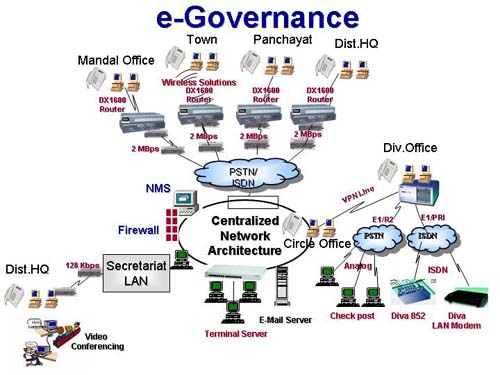 e-Governance
Mandal Office
Town
Panchayat
Dist.HQ
Wireless Solutions
DX1600
Router
DX1600
Router
DX1600
Router
DX1600
Router
2 MBps
2 MBps
2 MBps
2 MBps
PSTN/
ISDN
Div.Office
VPN Line
NMS
Firewall
Centralized
Network
Architecture
Circle Office
E1/R2
E1/PRI
PSTN
ISDN
Dist.HQ
128 Kbps
Secretariat
LAN
Analog
ISDN
E-Mail Server
Terminal Server
Check post
Diva 852
Diva
LAN Modem
Video
Conferencing